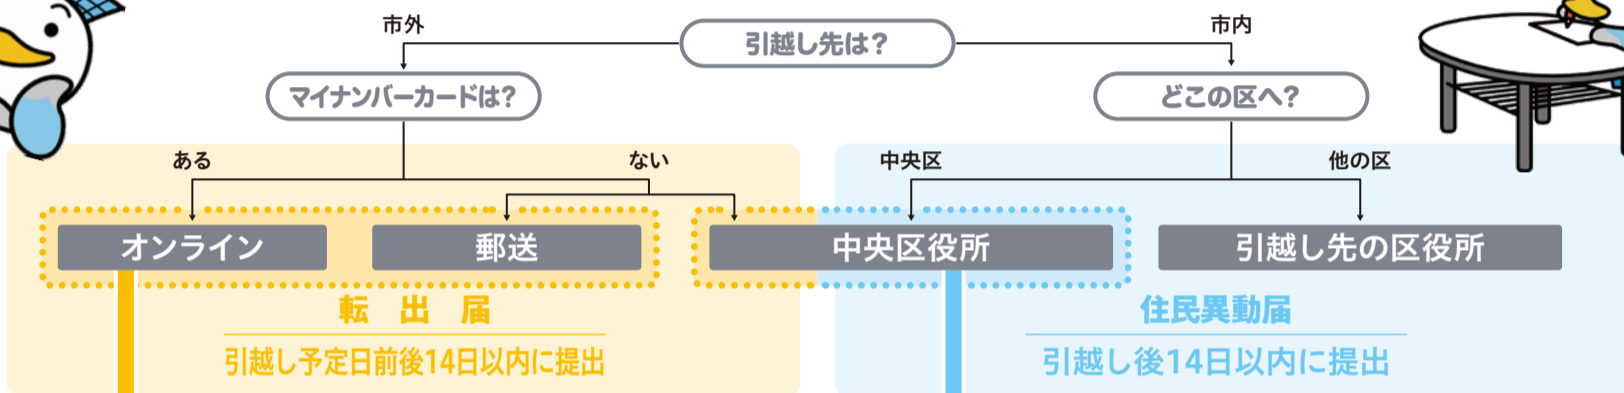 引越し先は?
市外
市内
マイナンバーカードは?
どこの区へ?
ある
ない
中央区
他の区
オンライン
郵送
中央区役所
引越し先の区役所
転 出 届
引越し予定日前後14日以内に提出
住民異動届
引越し後14日以内に提出